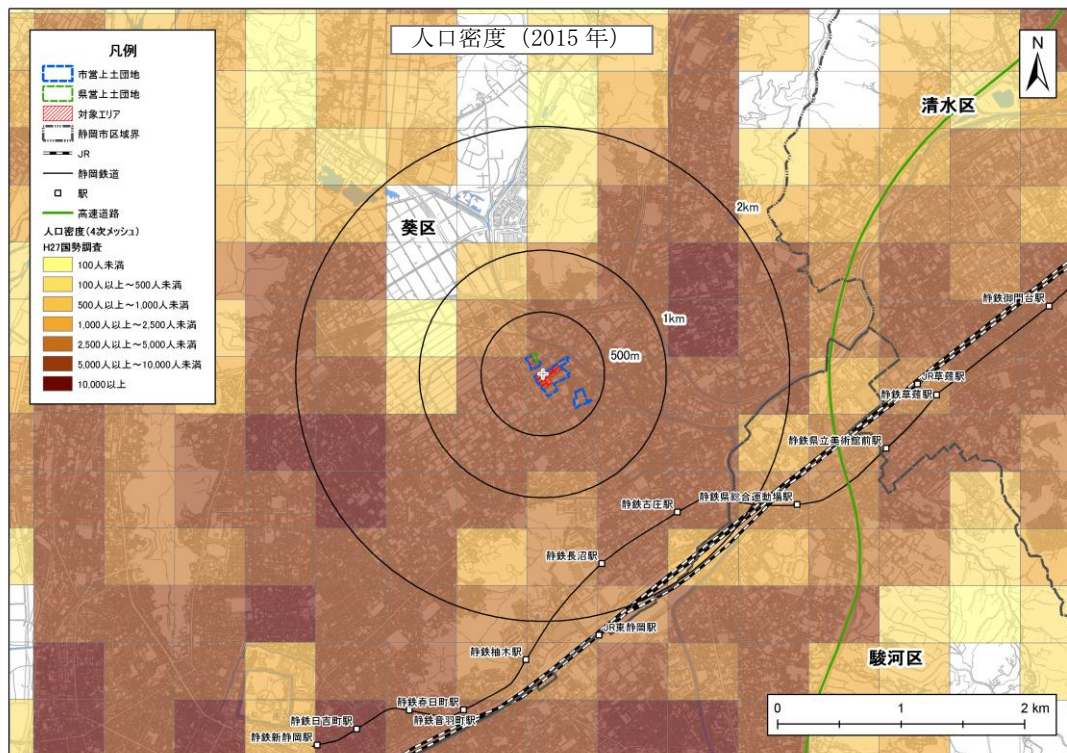 人口密度（2015年）
凡例
市営上土団地
県営上土団地
対象エリア
静岡市区域界
JR
静岡鉄道
駅
高速道路
人口密度(4次メッシュ)
H27国勢調査
100人未満
100人以上～500人未満
500人以上～1,000人未満
1,000人以上～2,500人未満
2,500人以上～5,000人未満
5,000人以上～10,000人未満
10,000以上
N
清水区
2km
葵区
静鉄御門台駅
1km
500m
JR草薙駅
静鉄草薙駅
静鉄県立美術館前駅
静鉄県総合運動場駅
静鉄古庄駅
静鉄長沼駅
JR東静岡駅
静鉄柚木駅
駿河区
静鉄春日町駅
静鉄音羽町駅
静鉄日吉町駅
静鉄新静岡駅
0 1 2 km